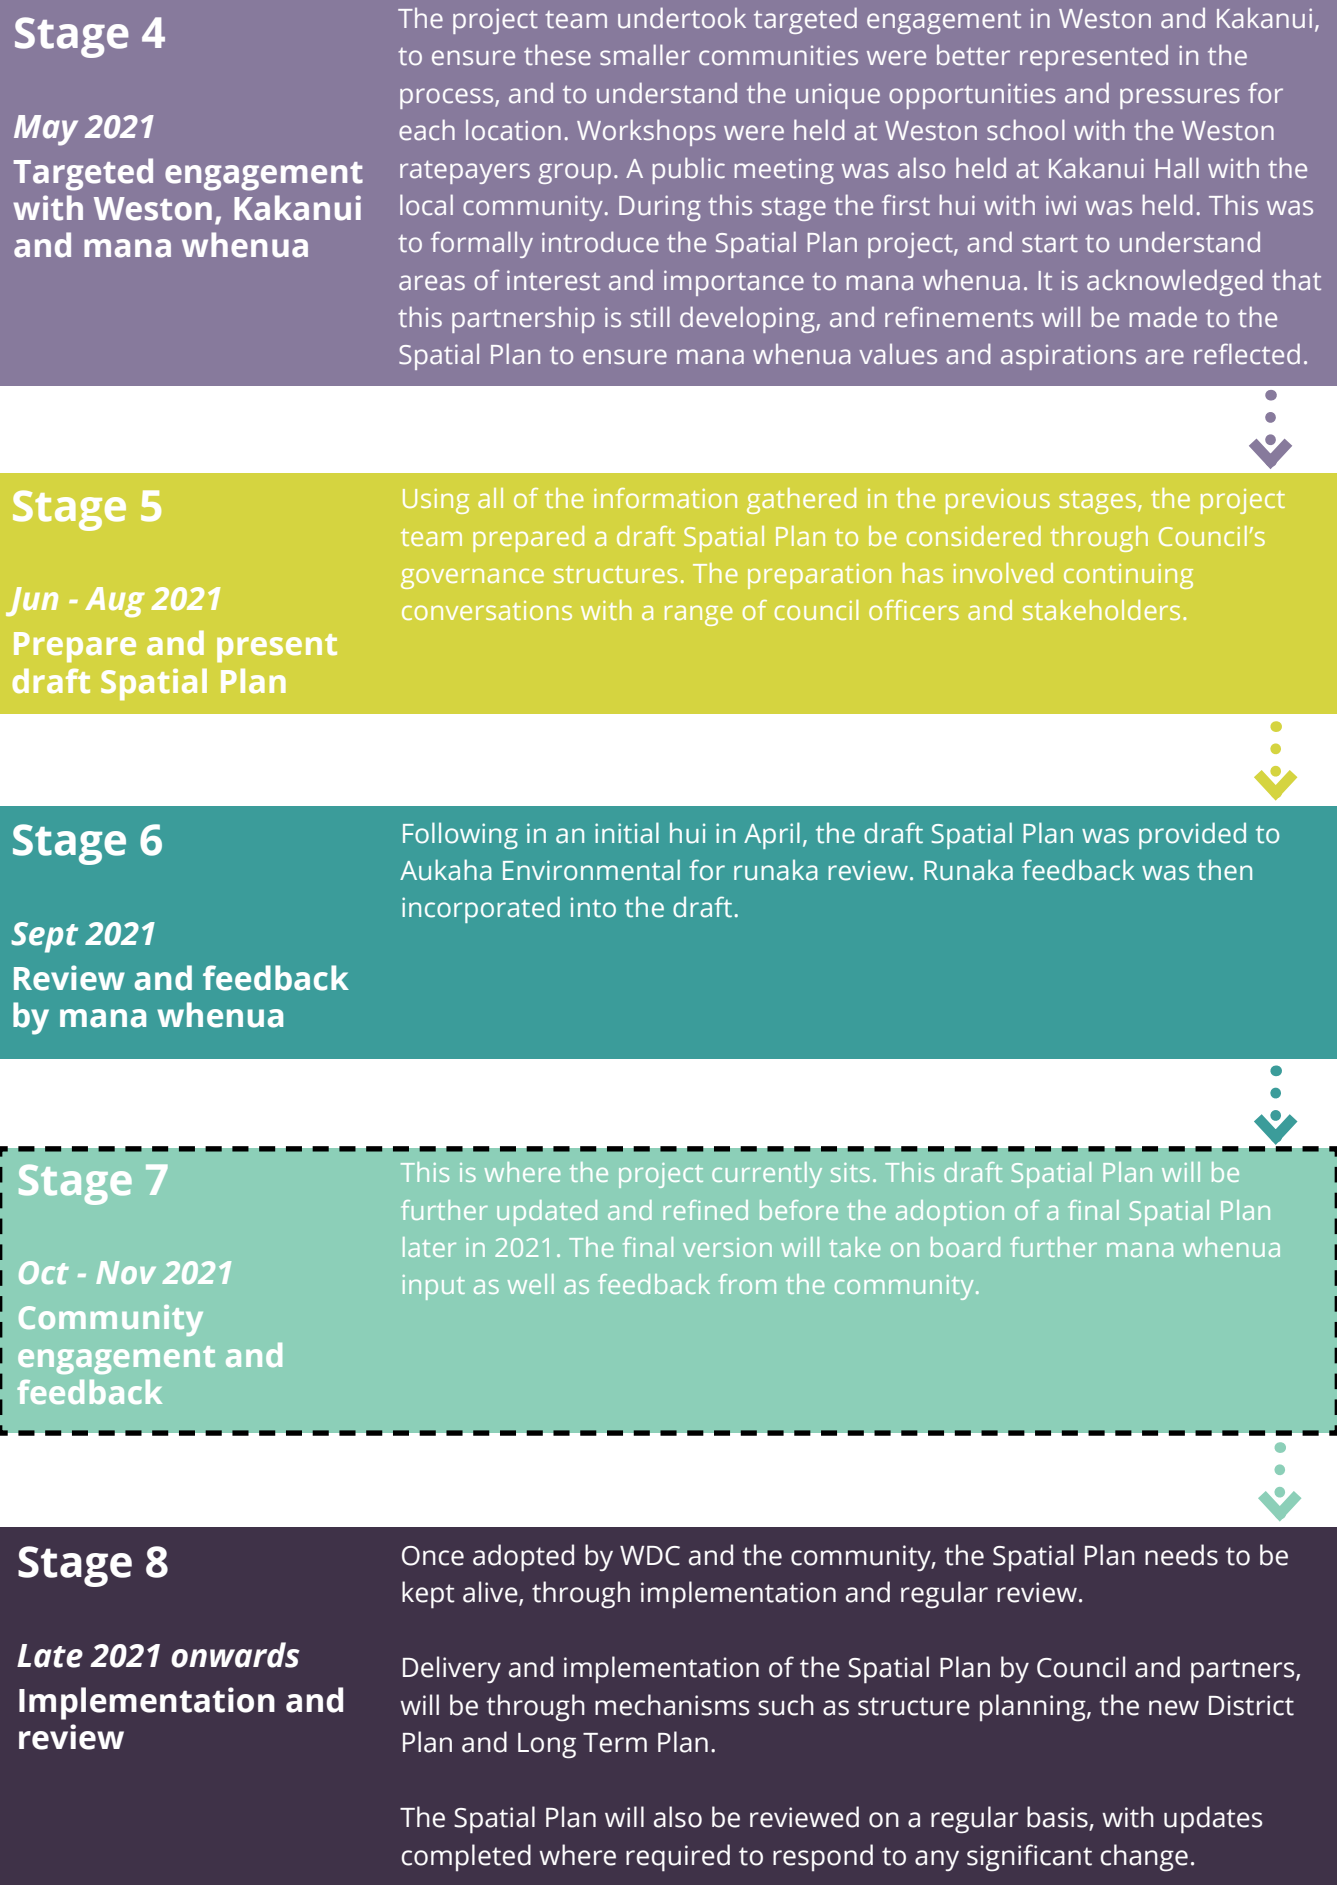 Stage 4
May 2021
Targeted engagement
with Weston, Kakanui
and mana whenua
The project team undertook targeted engagement in Weston and Kakanui,
to ensure these smaller communities were better represented in the
process, and to understand the unique opportunities and pressures for
each location. Workshops were held at Weston school with the Weston
ratepayers group. A public meeting was also held at Kakanui Hall with the
local community. During this stage the first hui with iwi was held. This was
to formally introduce the Spatial Plan project, and start to understand
areas of interest and importance to mana whenua. It is acknowledged that
this partnership is still developing, and refinements will be made to the
Spatial Plan to ensure mana whenua values and aspirations are reflected.
Stage 5
Jun - Aug 2021
Prepare and present
draft Spatial Plan
Using all of the information gathered in the previous stages, the project
team prepared a draft Spatial Plan to be considered through Council’s
governance structures. The preparation has involved continuing
conversations with a range of council officers and stakeholders.
Stage 6
Sept 2021
Review and feedback
by mana whenua
Following in an initial hui in April, the draft Spatial Plan was provided to
Aukaha Environmental for runaka review. Runaka feedback was then
incorporated into the draft.
Stage 7
Oct - Nov 2021
Community
engagement and
feedback
This is where the project currently sits. This draft Spatial Plan will be
further updated and refined before the adoption of a final Spatial Plan
later in 2021. The final version will take on board further mana whenua
input as well as feedback from the community.
Stage 8
Late 2021 onwards
Implementation and
review
Once adopted by WDC and the community, the Spatial Plan needs to be
kept alive, through implementation and regular review.
Delivery and implementation of the Spatial Plan by Council and partners,
will be through mechanisms such as structure planning, the new District
Plan and Long Term Plan.
The Spatial Plan will also be reviewed on a regular basis, with updates
completed where required to respond to any significant change.